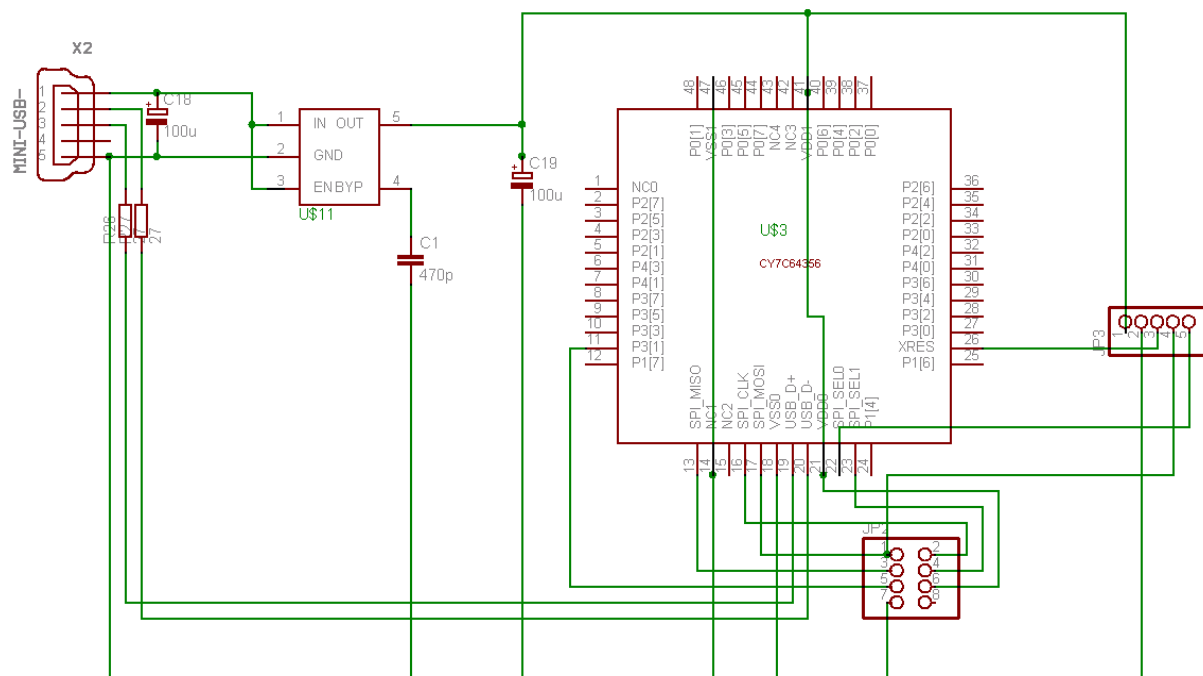 X2
MINI-USB-
1
2
3
4
5
C18
100u
1
IN OUT
5
2
GND
3
ENBYP
4
U$11
R26
R27
27
C1
470p
C19
100u
48
47
46
45
44
43
42
41
40
39
38
37
P0[1]
VSS1
P0[3]
P0[5]
P0[7]
NC4
NC3
VDD1
P0[6]
P0[4]
P0[2]
P0[0]
1 NC0
2 P2[7]
3 P2[5]
4 P2[3]
5 P2[1]
6 P4[3]
7 P4[1]
8 P3[7]
9 P3[5]
10 P3[3]
11 P3[1]
12 P1[7]
U$3
CY7C64356
P2[6] 36
P2[4] 35
P2[2] 34
P2[0] 33
P4[2] 32
P4[0] 31
P3[6] 30
P3[4] 29
P3[2] 28
P3[0] 27
XRES 26
P1[6] 25
SPI_MISO
NC1
NC2
SPI_CLK
SPI_MOSI
VSS0
USB_D+
USB_D-
VDD0
SPI_SEL0
SPI_SEL1
P1[4]
13
14
15
16
17
18
19
20
21
22
23
24
JP3
1
2
3
4
5
1
2
3
4
5
6
7
8